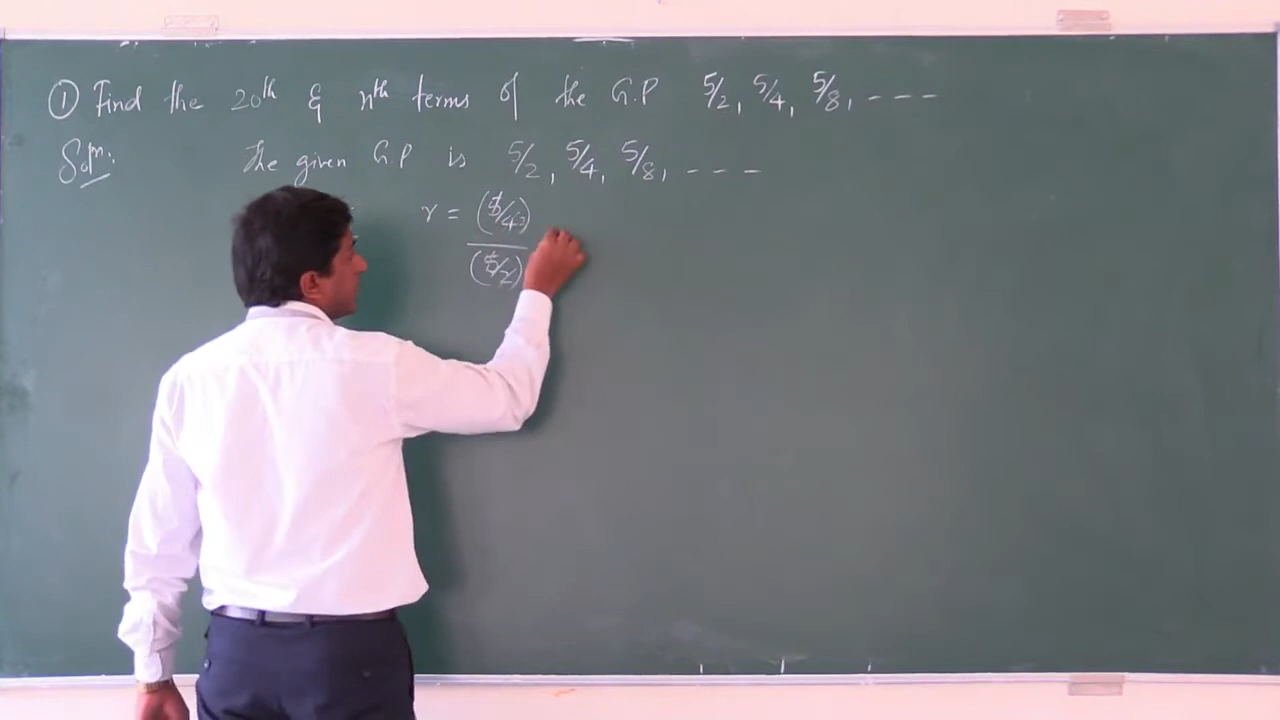 ① Find the 20th & nth terms of the G.P 5/2, 5/4, 5/8, - - -
Soln:. The given G.P is 5/2, 5/4, 5/8, - - -
r = (5/4)
(5/2)